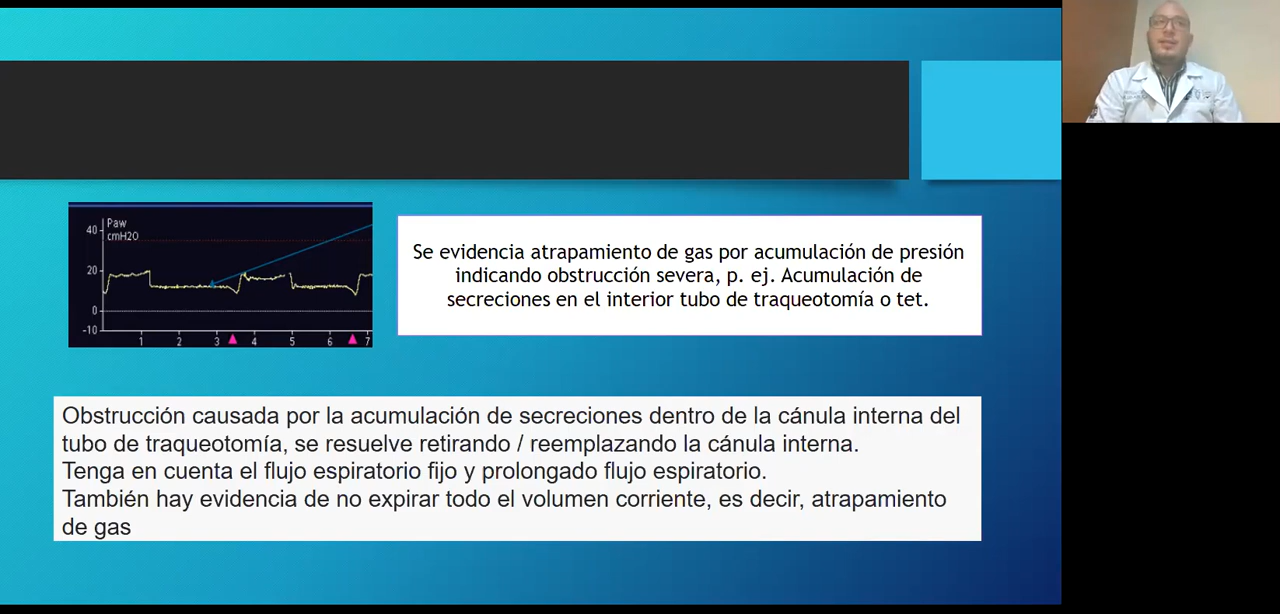 Paw
cmH2O
40
20
0
-10
1 2 3 4 5 6 7
Se evidencia atrapamiento de gas por acumulación de presión
indicando obstrucción severa, p. ej. Acumulación de
secreciones en el interior tubo de traqueotomía o tet.
Obstrucción causada por la acumulación de secreciones dentro de la cánula interna del
tubo de traqueotomía, se resuelve retirando / reemplazando la cánula interna.
Tenga en cuenta el flujo espiratorio fijo y prolongado flujo espiratorio.
También hay evidencia de no expirar todo el volumen corriente, es decir, atrapamiento
de gas